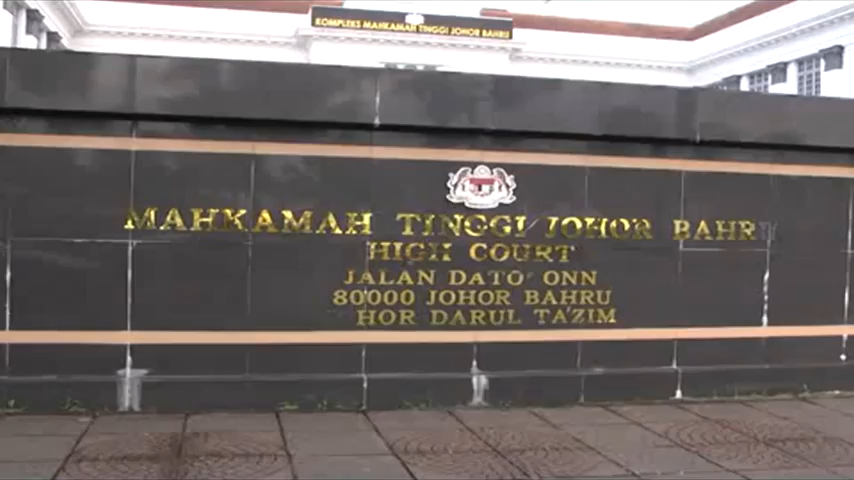 KOMPLEKS MAHKAMAH TINGGI JOHOR BAHRU
MAHKAMAH TINGGI JOHOR BAHR
HIGH COURT
JALAN DATO' ONN
80000 JOHOR BAHRU
HOR DARUL TA'ZIM